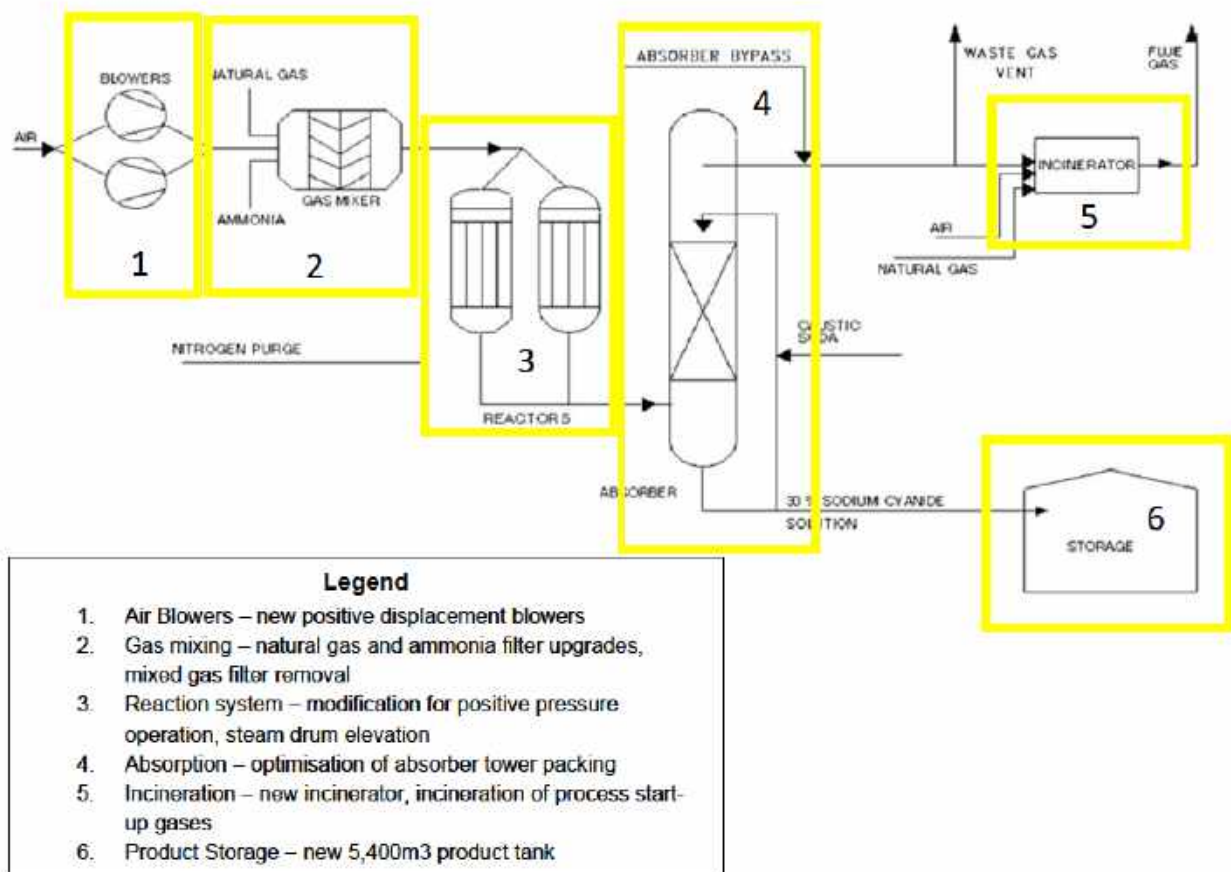 BLOWERS
AIR
1
NATURAL GAS
AMMONIA
GAS MIXER
2
NITROGEN PURGE
3
REACTORS
ABSORBER BYPASS
4
ABSORBER
CAUSTIC
SODA
30 % SODIUM CYANIDE
SOLUTION
WASTE GAS
VENT
FLUE
GAS
INCINERATOR
5
AIR
NATURAL GAS
6
STORAGE
Legend
1. Air Blowers – new positive displacement blowers
2. Gas mixing – natural gas and ammonia filter upgrades,
mixed gas filter removal
3. Reaction system – modification for positive pressure
operation, steam drum elevation
4. Absorption – optimisation of absorber tower packing
5. Incineration – new incinerator, incineration of process start-
up gases
6. Product Storage – new 5,400m3 product tank